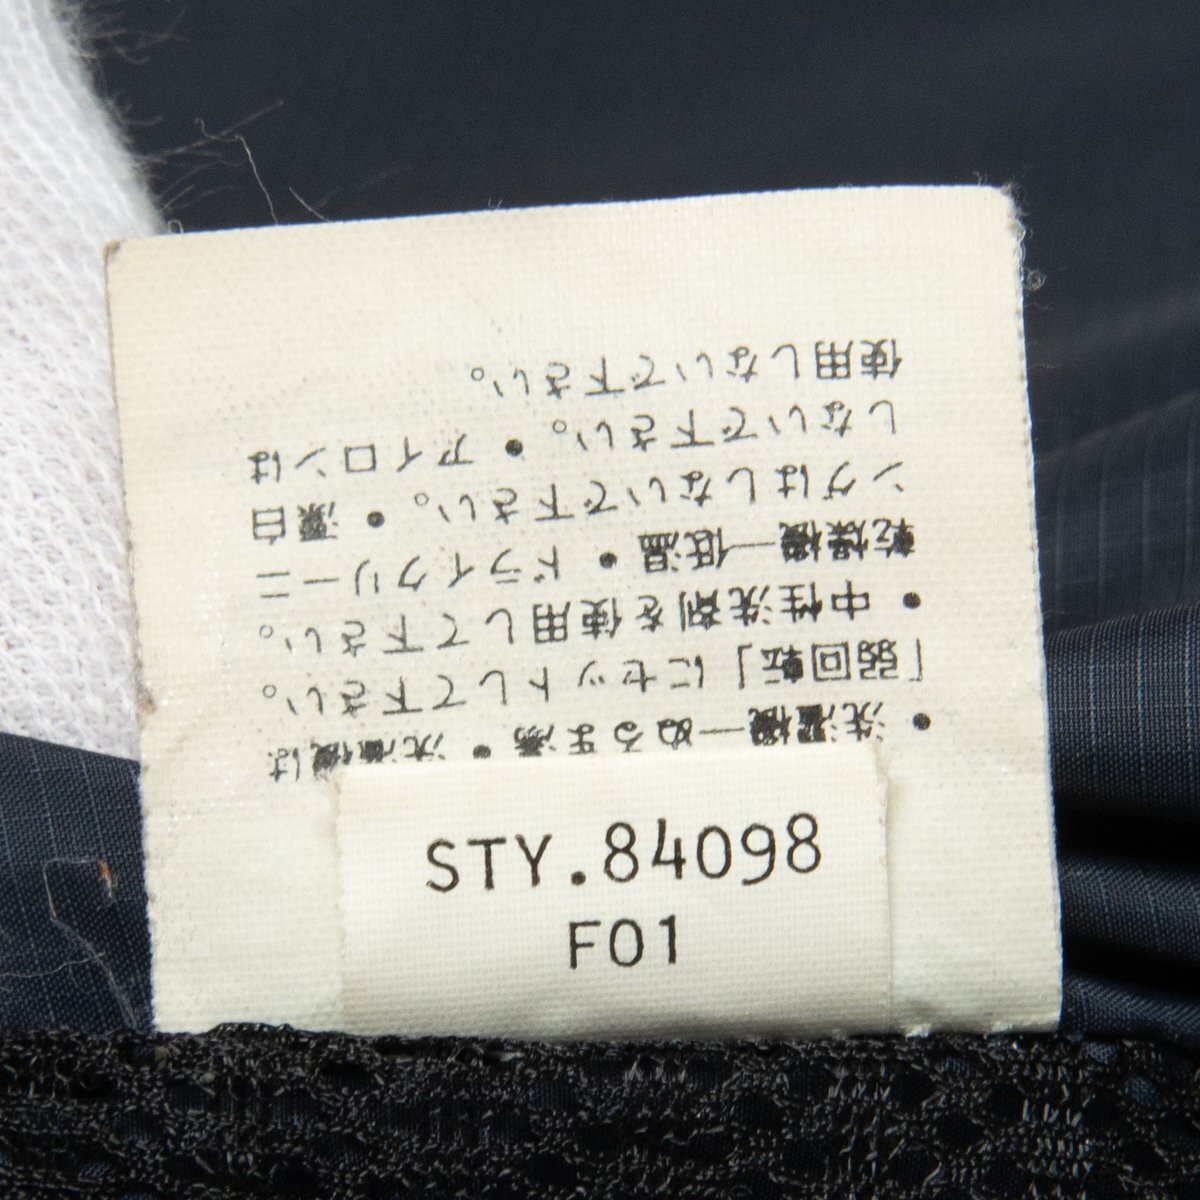 ・洗濯機—ぬるま湯・洗濯機は
「弱回転」にセットして下さい。
・中性洗剤を使用して下さい。
乾燥機—低温・ドライクリーニ
ングはしないで下さい。・漂白
しないで下さい。・アイロンは
使用しないで下さい。
STY.84098
F01